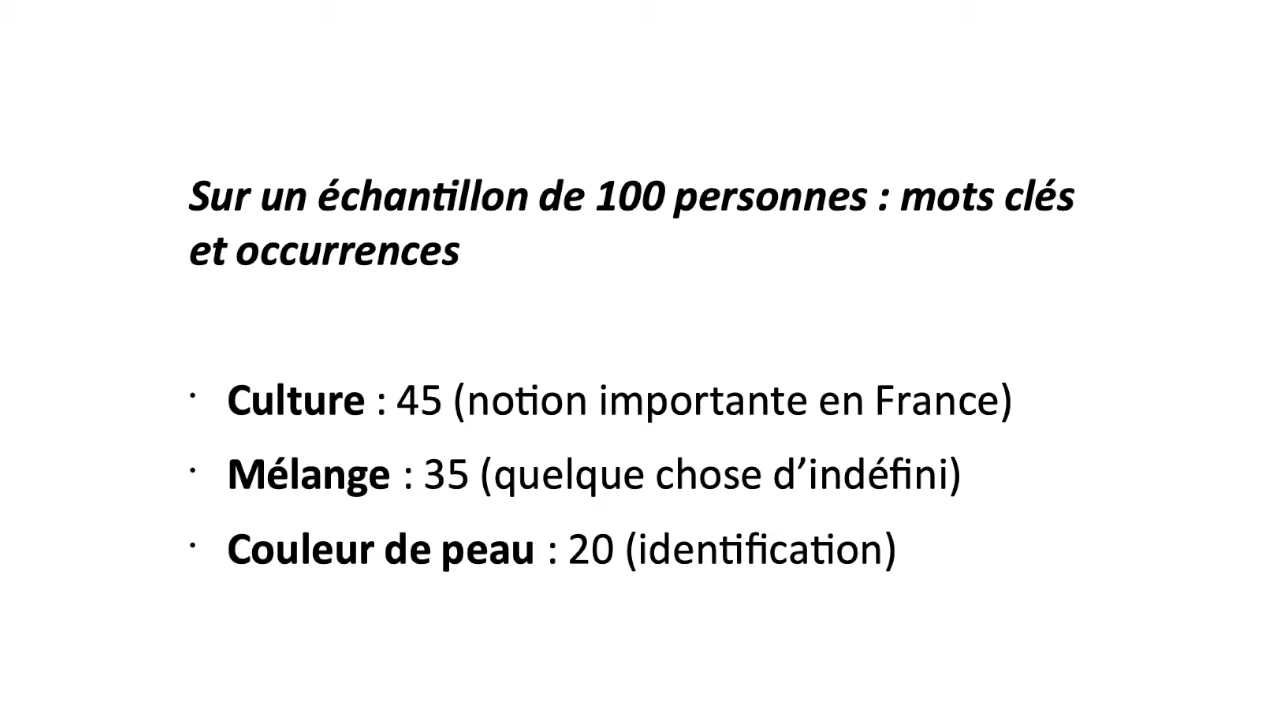 Sur un échantillon de 100 personnes : mots clés
et occurrences
· Culture : 45 (notion importante en France)
· Mélange : 35 (quelque chose d’indéfini)
· Couleur de peau : 20 (identification)